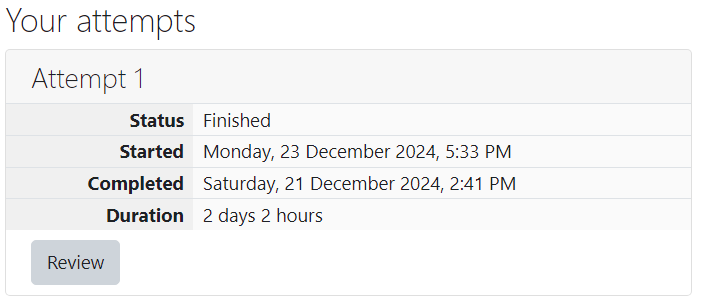 Your attempts
Attempt 1
Status Finished
Started Monday, 23 December 2024, 5:33 PM
Completed Saturday, 21 December 2024, 2:41 PM
Duration 2 days 2 hours
Review